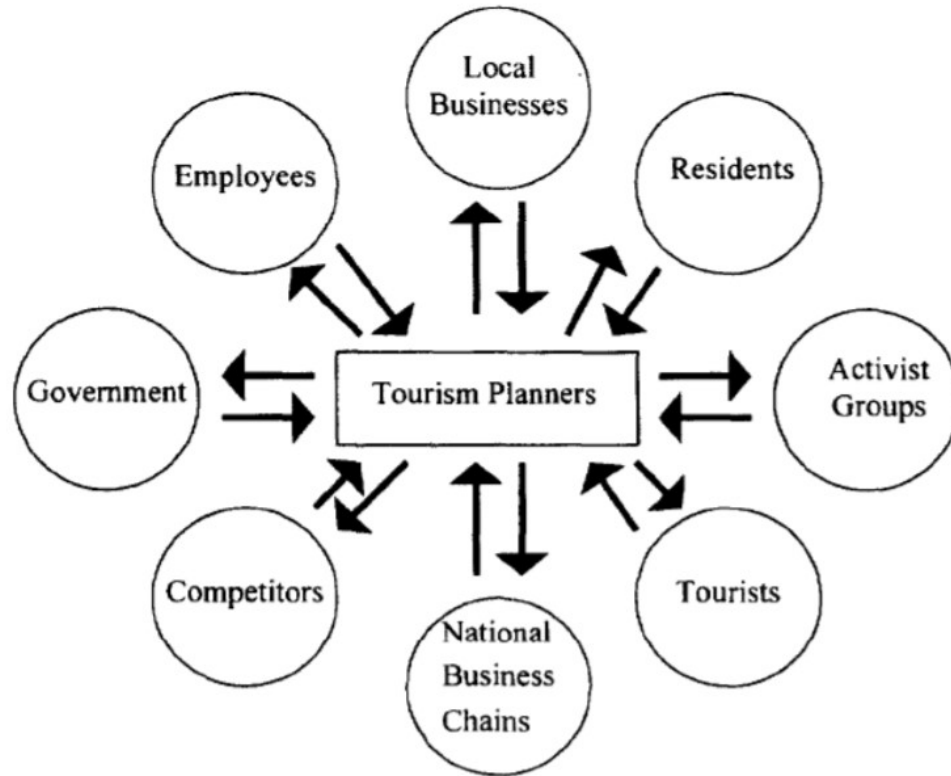 Local
Businesses
Employees
Residents
Government
Tourism Planners
Activist
Groups
Competitors
Tourists
National
Business
Chains